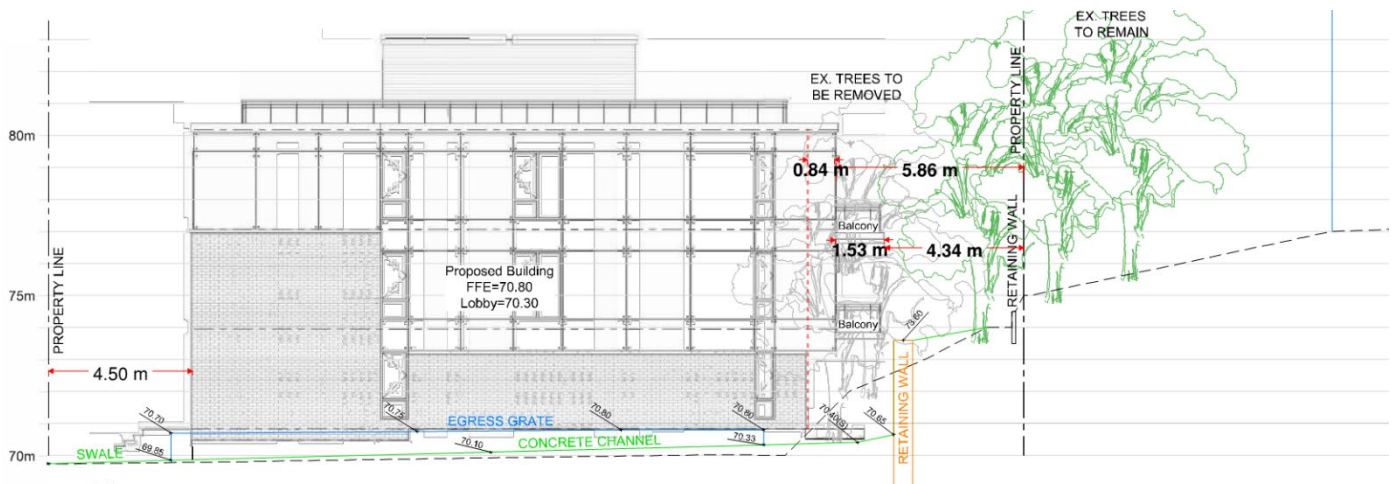 EX. TREES
TO REMAIN
EX. TREES TO
BE REMOVED
PROPERTY LINE
80m
0.84 m
5.86 m
Balcony
1.53 m
4.34 m
RETAINING WALL
PROPERTY LINE
Proposed Building
FFE=70.80
Lobby=70.30
75m
Balcony
73.60
4.50 m
RETAINING WALL
70.70
70.75
EGRESS GRATE
70.80
70.80
70.40(S)
70.65
SWALE
69.85
70.10
CONCRETE CHANNEL
70.33
70m